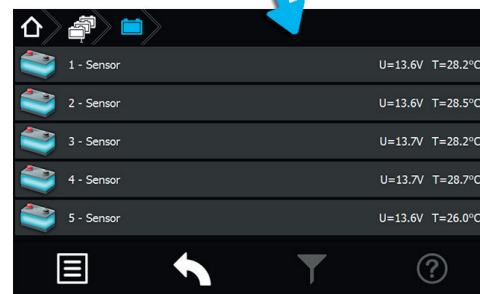 1 - Sensor U=13.6V T=28.2°C
2 - Sensor U=13.6V T=28.5°C
3 - Sensor U=13.7V T=28.2°C
4 - Sensor U=13.7V T=28.7°C
5 - Sensor U=13.6V T=26.0°C
?